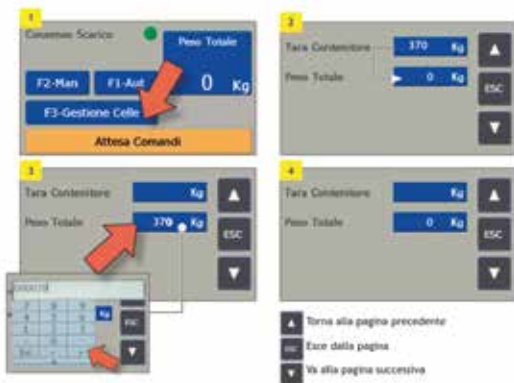 1
Consenso Scarico
Peso Totale
0 Kg
F2-Man
F1-Aut
F3-Gestione Celle
Attesa Comandi
2
Tara Contenitore
370 Kg
Peso Totale
0 Kg
ESC
3
Tara Contenitore
Kg
Peso Totale
370 Kg
ESC
Kg
4
Tara Contenitore
Kg
Peso Totale
0 Kg
ESC
Torna alla pagina precedente
ESC
Esce dalla pagina
Va alla pagina successiva